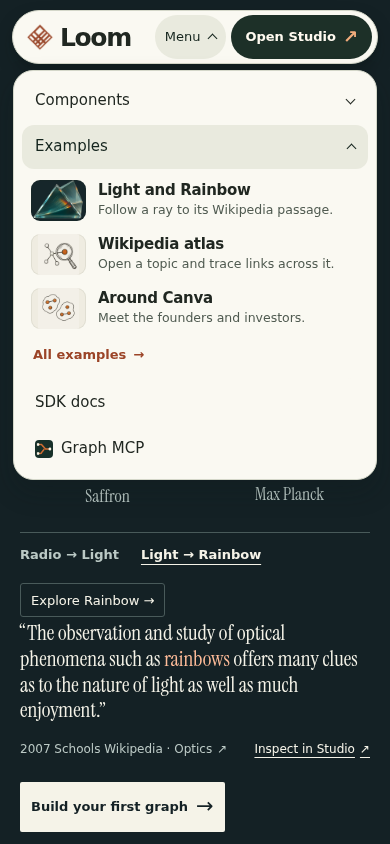 Loom
Menu
Open Studio ↗
Components
Examples
Light and Rainbow
Follow a ray to its Wikipedia passage.
Wikipedia atlas
Open a topic and trace links across it.
Around Canva
Meet the founders and investors.
All examples →
SDK docs
Graph MCP
Saffron
Max Planck
Radio → Light
Light → Rainbow
Explore Rainbow →
“The observation and study of optical
phenomena such as rainbows offers many clues
as to the nature of light as well as much
enjoyment.”
2007 Schools Wikipedia · Optics ↗
Inspect in Studio ↗
Build your first graph →